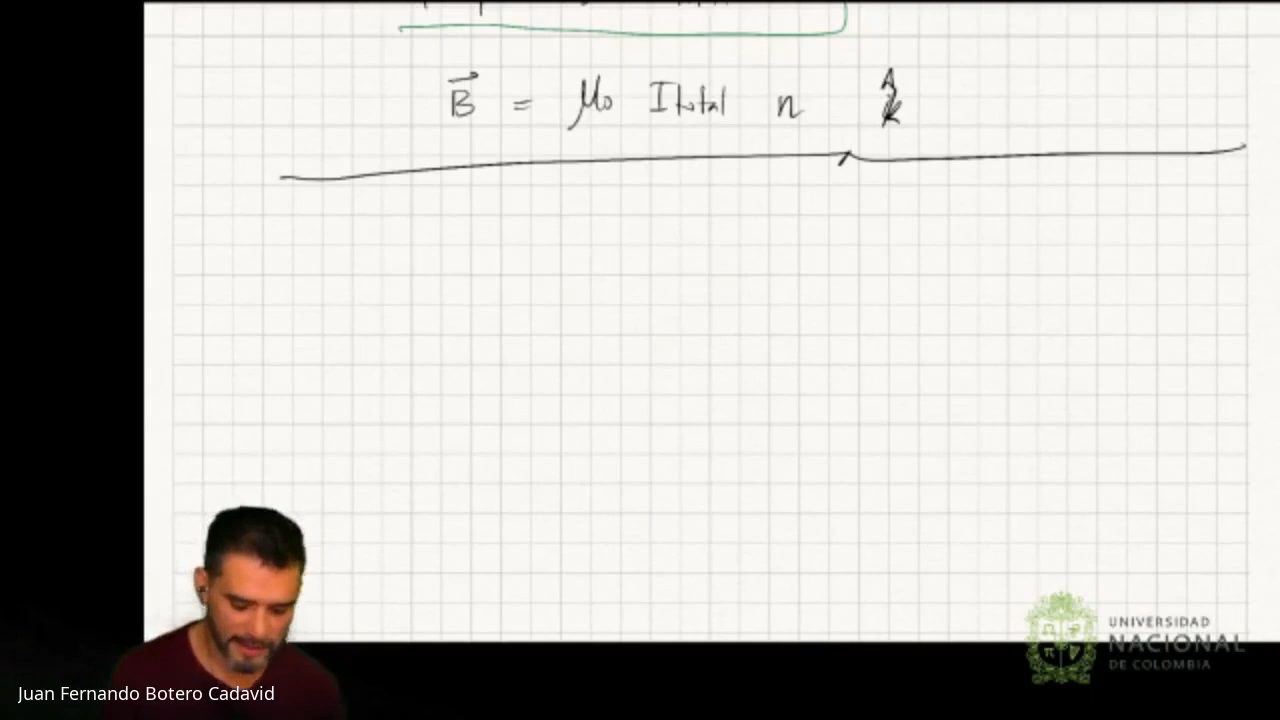 B⃗ = μ₀ Itotal n k̂
UNIVERSIDAD
NACIONAL
DE COLOMBIA
Juan Fernando Botero Cadavid